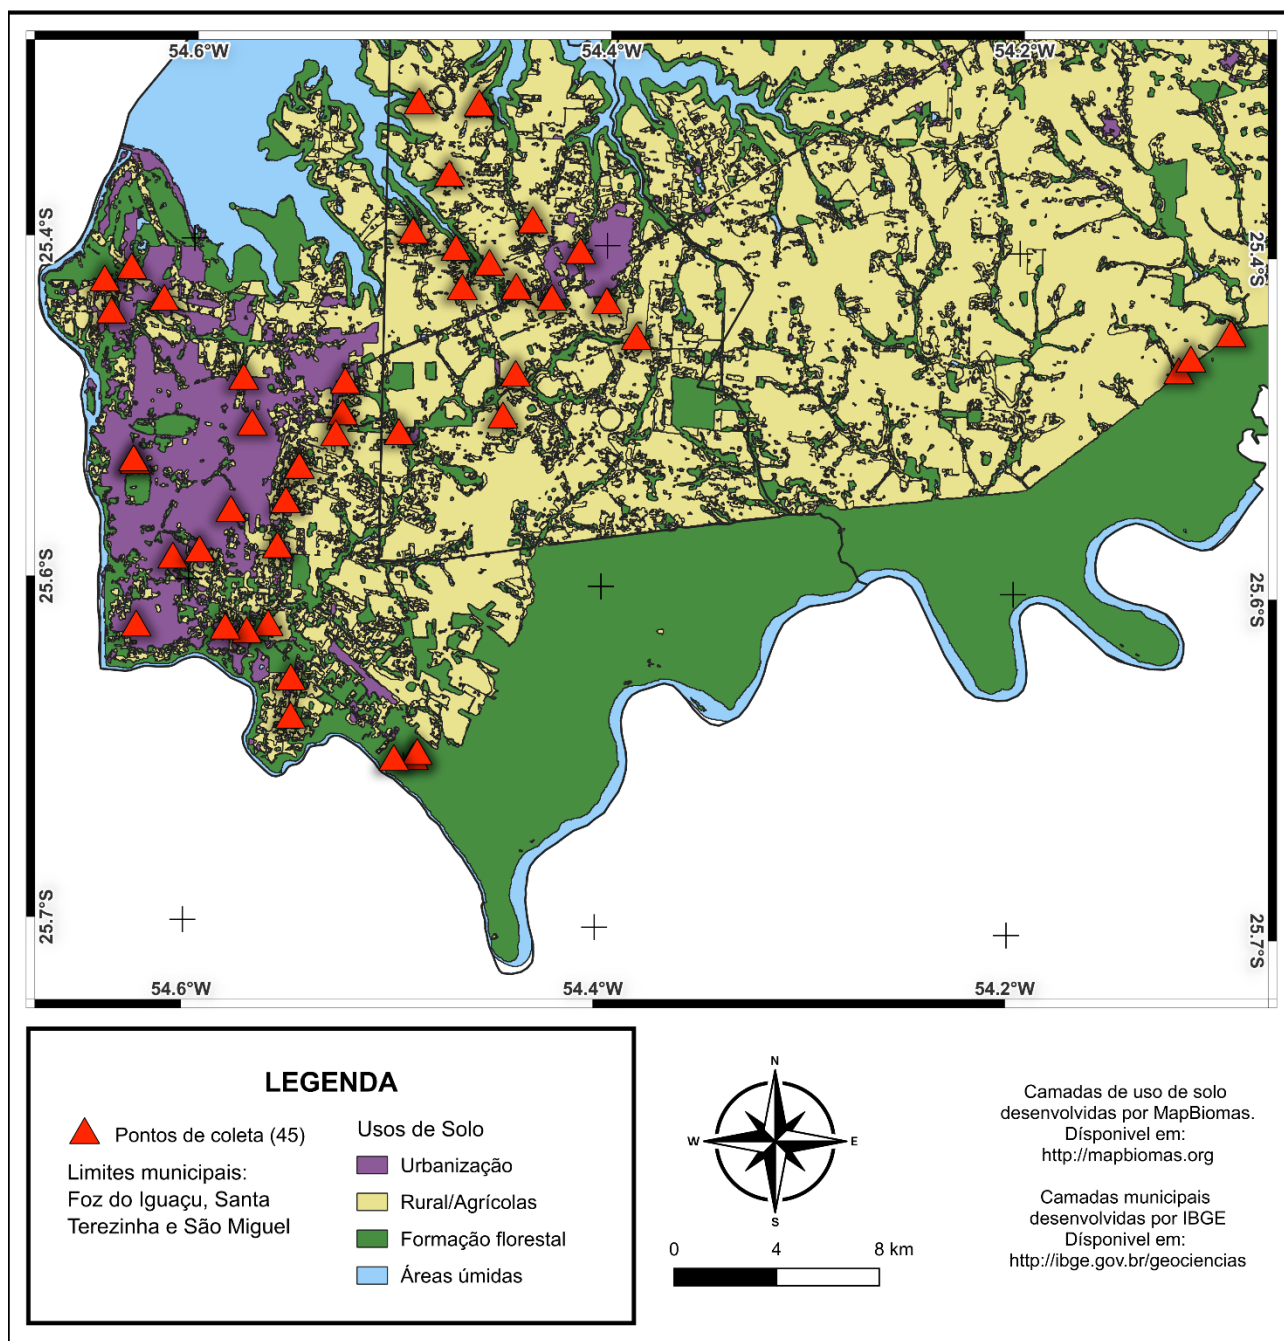 54.6°W
54.4°W
54.2°W
25.4°S
25.4°S
25.6°S
25.6°S
25.7°S
25.7°S
54.6°W
54.4°W
54.2°W
LEGENDA
Pontos de coleta (45)
Limites municipais:
Foz do Iguaçu, Santa
Terezinha e São Miguel
Usos de Solo
Urbanização
Rural/Agrícolas
Formação florestal
Áreas úmidas
N
W
E
S
0 4 8 km
Camadas de uso de solo
desenvolvidas por MapBiomas.
Dísponivel em:
http://mapbiomas.org
Camadas municipais
desenvolvidas por IBGE
Dísponivel em:
http://ibge.gov.br/geociencias